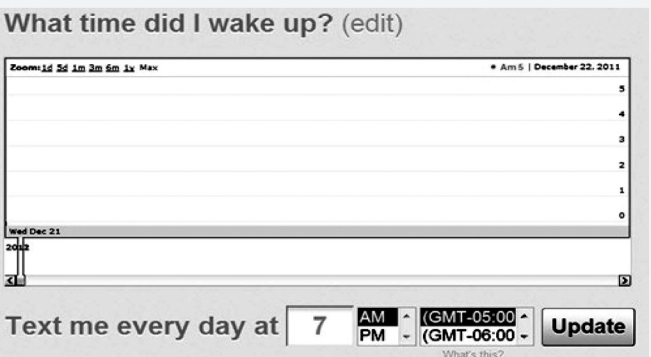 What time did I wake up? (edit)
Zoom: 1d 5d 1m 3m 6m 1y Max • Am 5 | December 22, 2011
5
4
3
2
1
0
Wed Dec 21
2012
Text me every day at 7 AM (GMT-05:00 Update
PM (GMT-06:00
What's this?